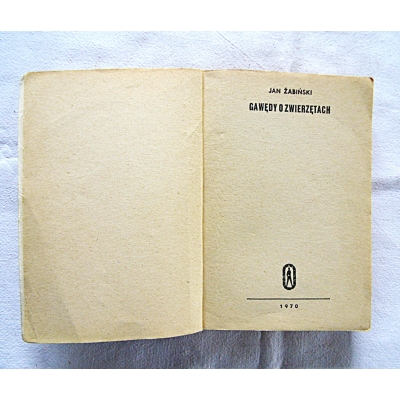 JAN ŻABIŃSKI
GAWĘDY O ZWIERZĘTACH
1970